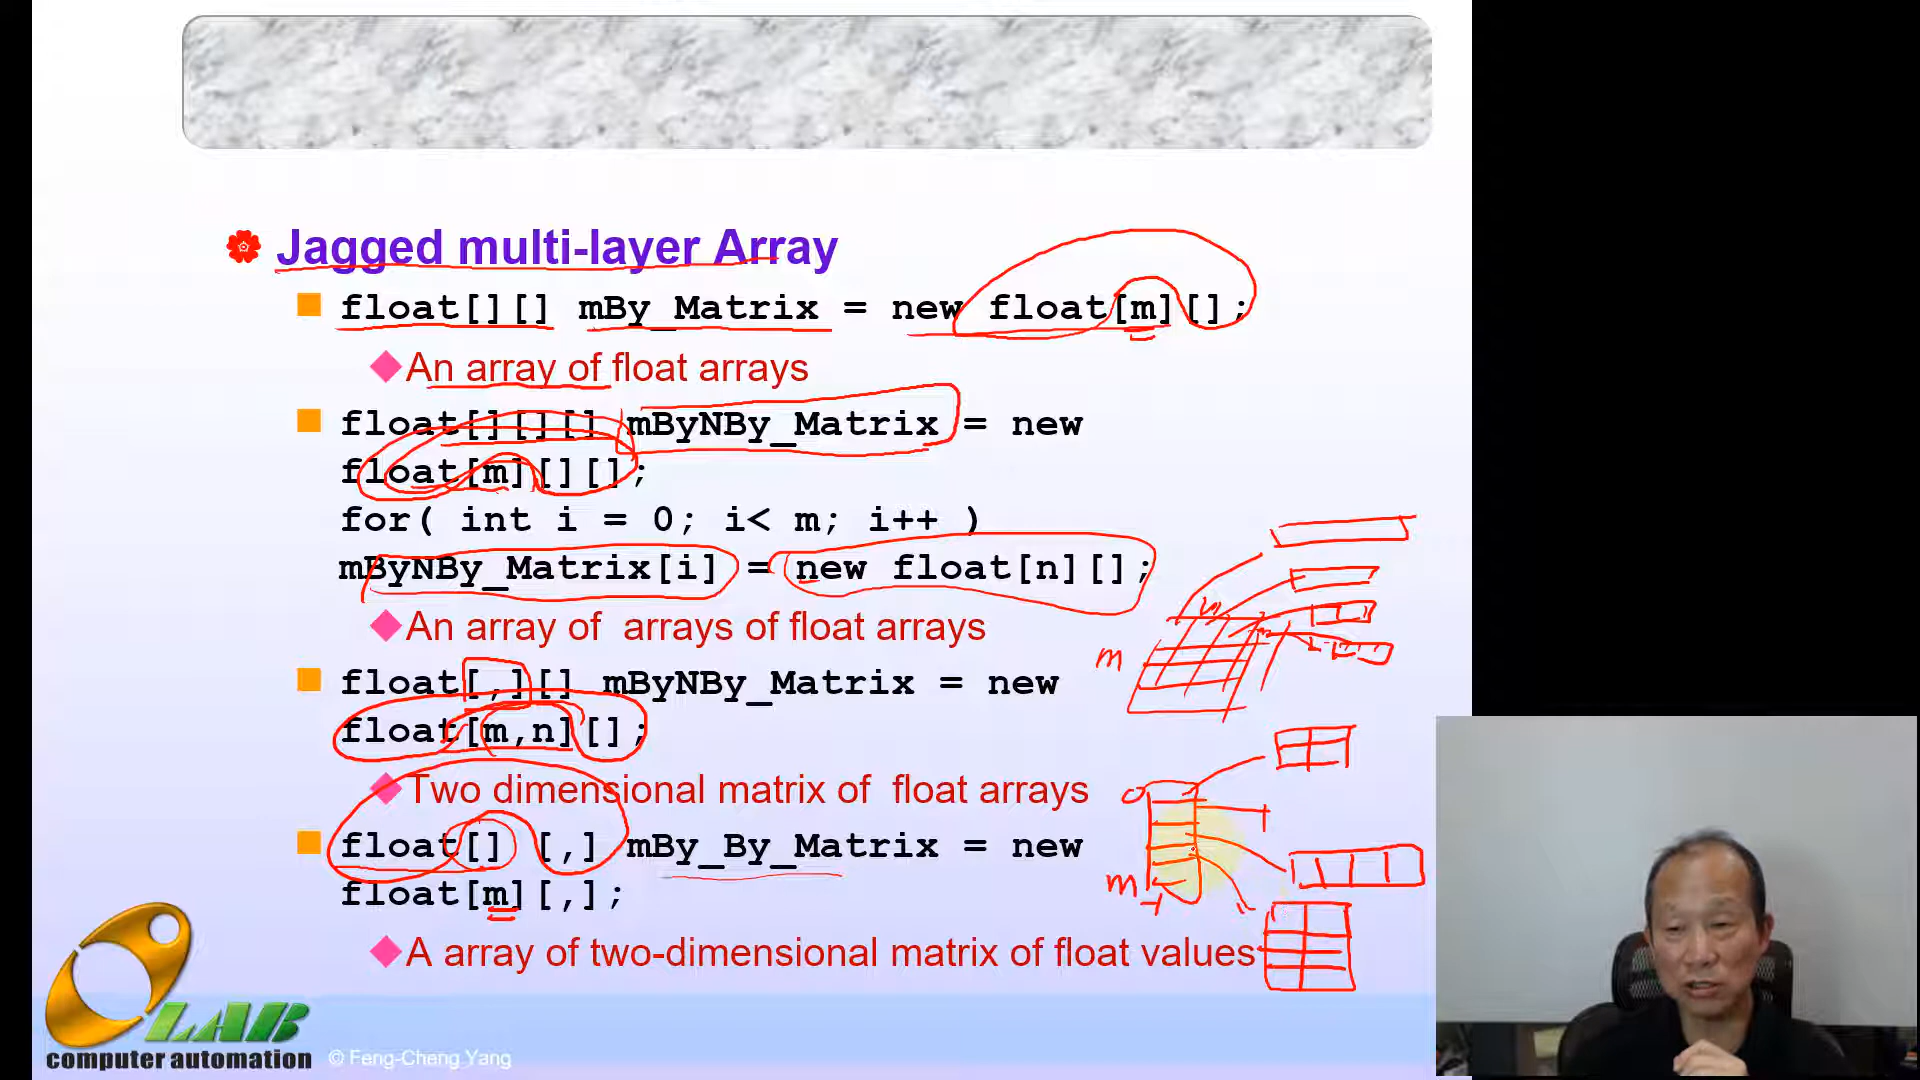 Jagged multi-layer Array
float[][] mBy_Matrix = new float[m][];
An array of float arrays
float[][][] mByNBy_Matrix = new
float[m][][];
for( int i = 0; i< m; i++ )
mByNBy_Matrix[i] = new float[n][];
An array of  arrays of float arrays
m
float[,][] mByNBy_Matrix = new
float[m,n][];
Two dimensional matrix of  float arrays
0
float[] [,] mBy_By_Matrix = new
float[m][,];
m
-1
A array of two-dimensional matrix of float values
LAB
computer automation
© Feng-Cheng Yang